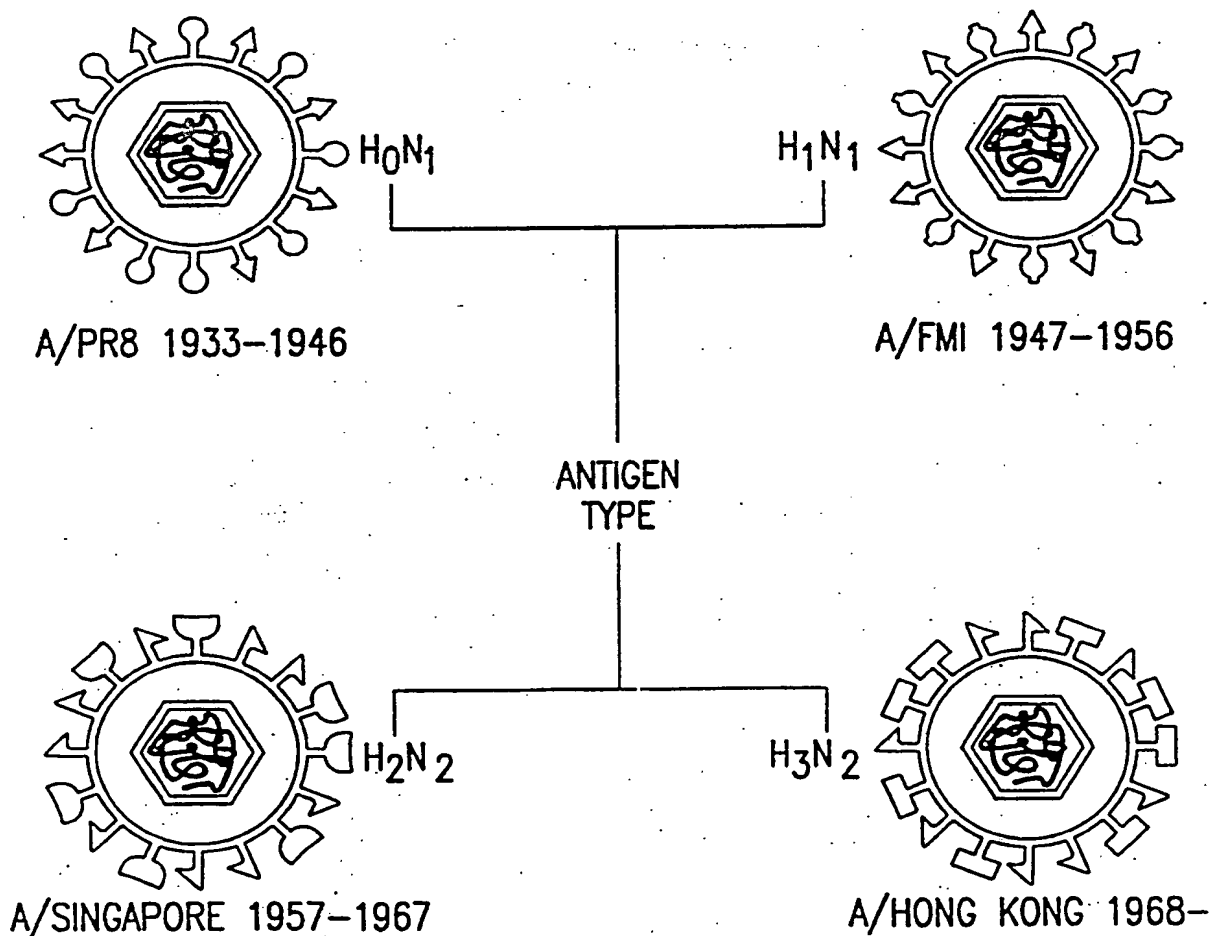 H₀N₁
H₁N₁
A/PR8 1933–1946
A/FMI 1947–1956
ANTIGEN
TYPE
H₂N₂
H₃N₂
A/SINGAPORE 1957–1967
A/HONG KONG 1968–